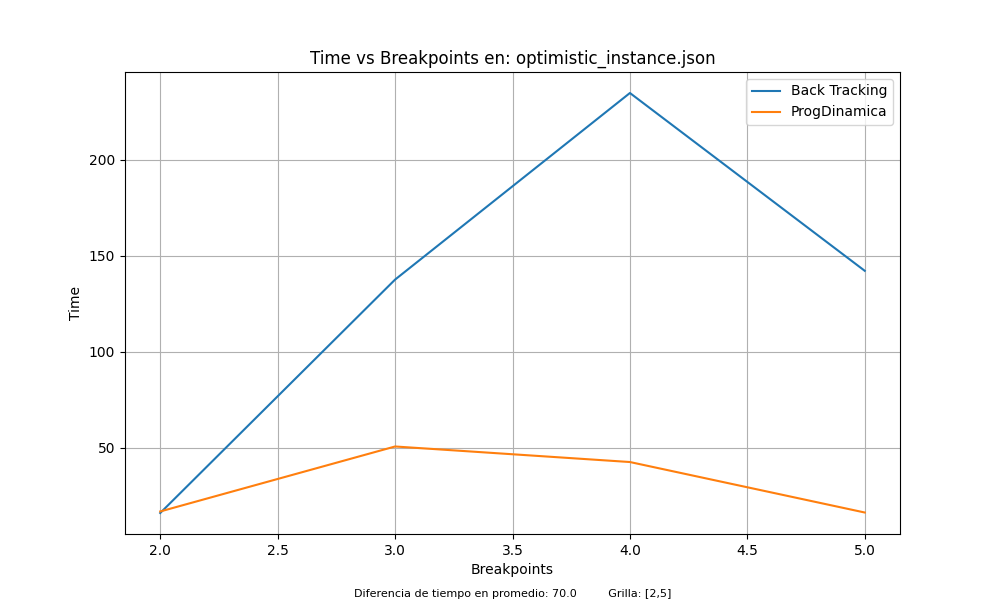 Time vs Breakpoints en: optimistic_instance.json
Back Tracking
ProgDinamica
Time
200
150
100
50
2.0 2.5 3.0 3.5 4.0 4.5 5.0
Breakpoints
Diferencia de tiempo en promedio: 70.0 Grilla: [2,5]